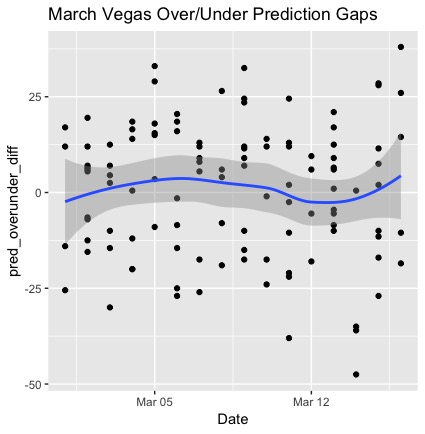 March Vegas Over/Under Prediction Gaps
pred_overunder_diff
25
0
-25
-50
Mar 05
Mar 12
Date